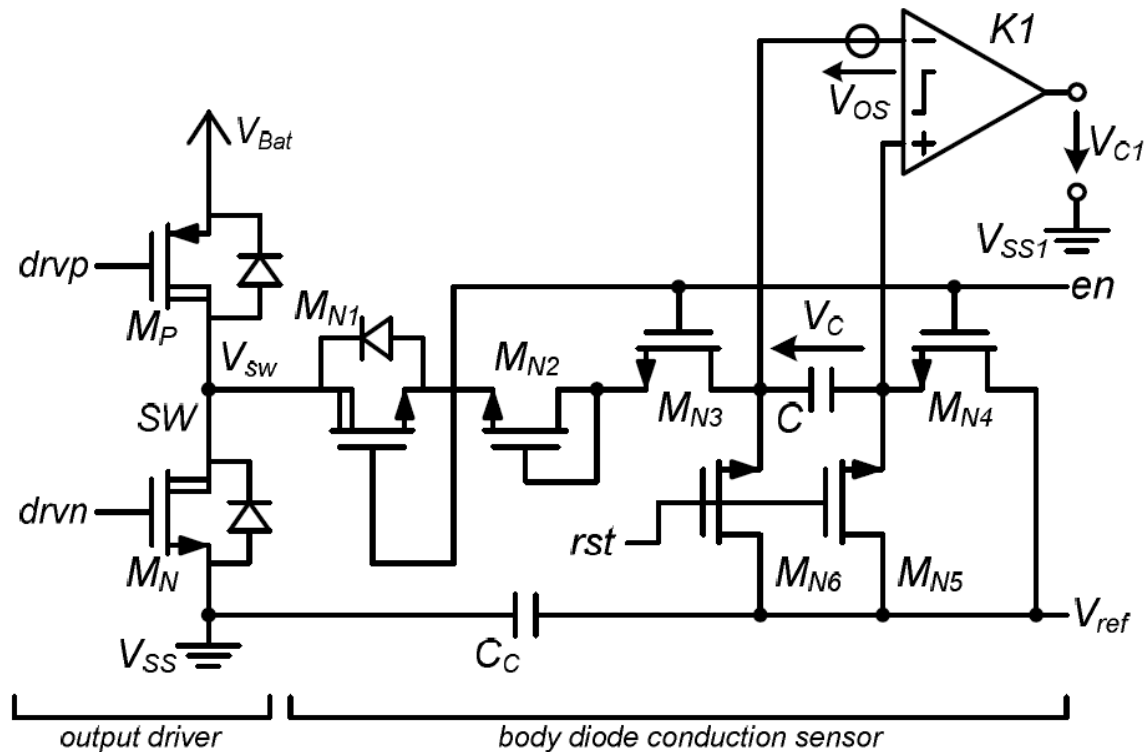 K1
−
V_OS
+
V_C1
V_Bat
V_SS1
drvp
en
M_P
M_N1
V_C
V_sw
M_N2
SW
M_N3
C
M_N4
drvn
rst
M_N
M_N6
M_N5
V_SS
C_C
V_ref
output driver
body diode conduction sensor